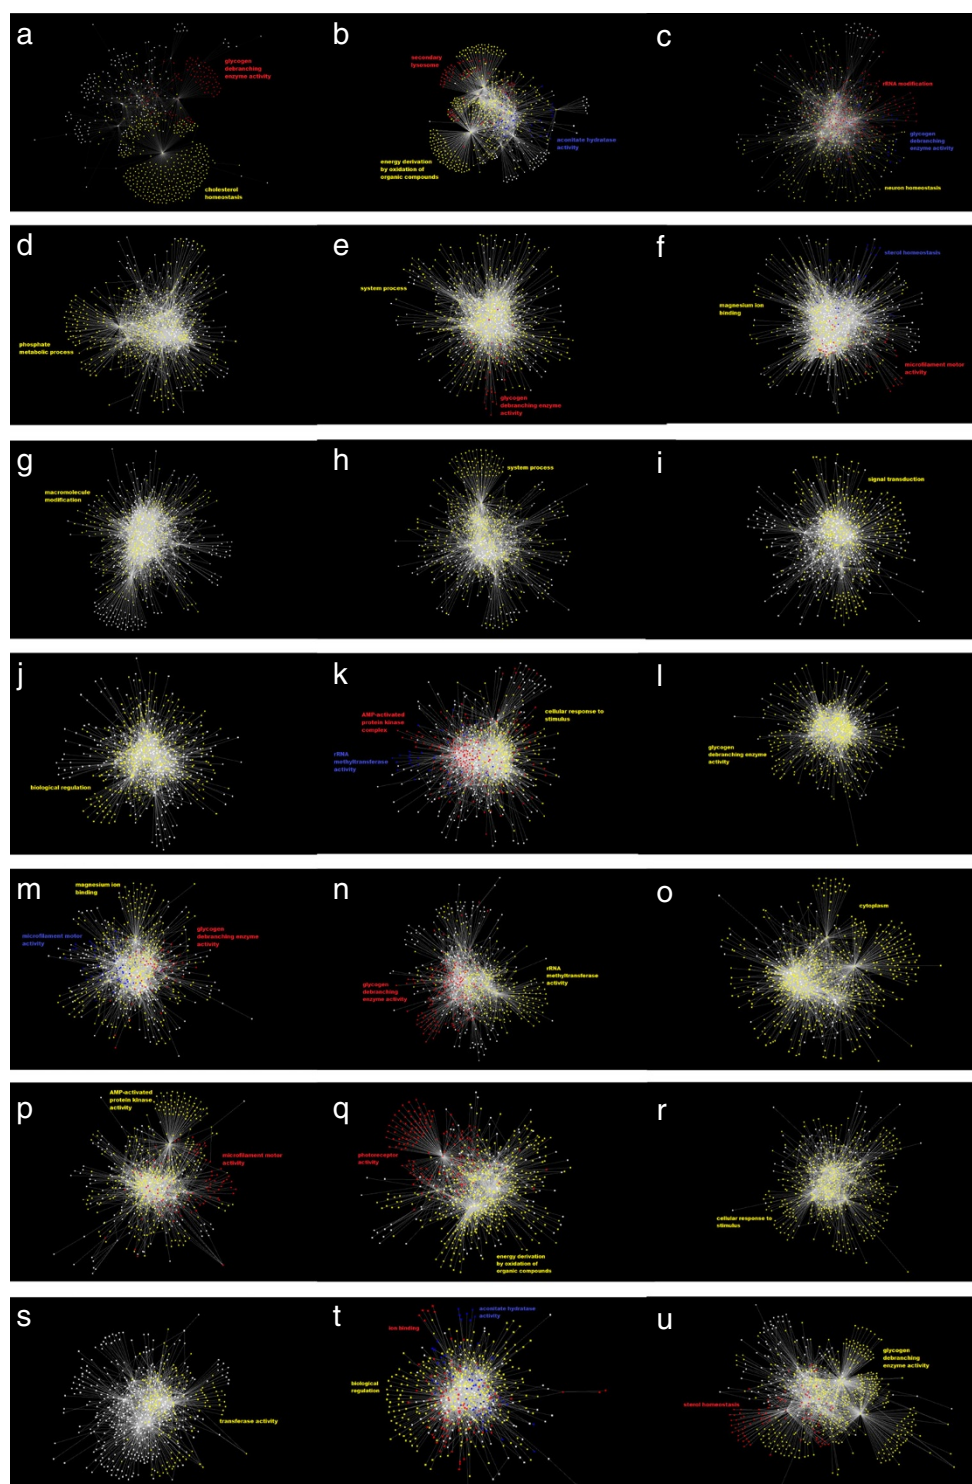 a
glycogen
debranching
enzyme activity
cholesterol
homestasis
b
secondary
lysosome
aconitate hydratase
activity
energy derivation
by oxidation of
organic compounds
c
rRNA modification
glycogen
debranching
enzyme activity
neuron homestosis
d
phosphate
metabolic process
e
system process
glycogen
debranching enzyme
activity
f
sterol homeostasis
magnesium ion
binding
microfilament motor
activity
g
macromolecule
modification
h
system process
i
signal transduction
j
biological regulation
k
AMP-activated
protein kinase
complex
rRNA
methyltransferase
activity
cellular response to
stimulus
l
glycogen
debranching enzyme
activity
m
magnesium ion
binding
microfilament motor
activity
glycogen
debranching enzyme
activity
n
glycogen
debranching
enzyme activity
rRNA
methyltransferase
activity
o
cytoplasm
p
AMP-activated
protein kinase
activity
microfilament motor
activity
q
photoreceptor
activity
energy derivation
by oxidation of
organic compounds
r
cellular response to
stimulus
s
transferase activity
t
ion binding
aconitate hydratase
activity
biological
regulation
u
glycogen
debranching
enzyme activity
sterol homeostasis